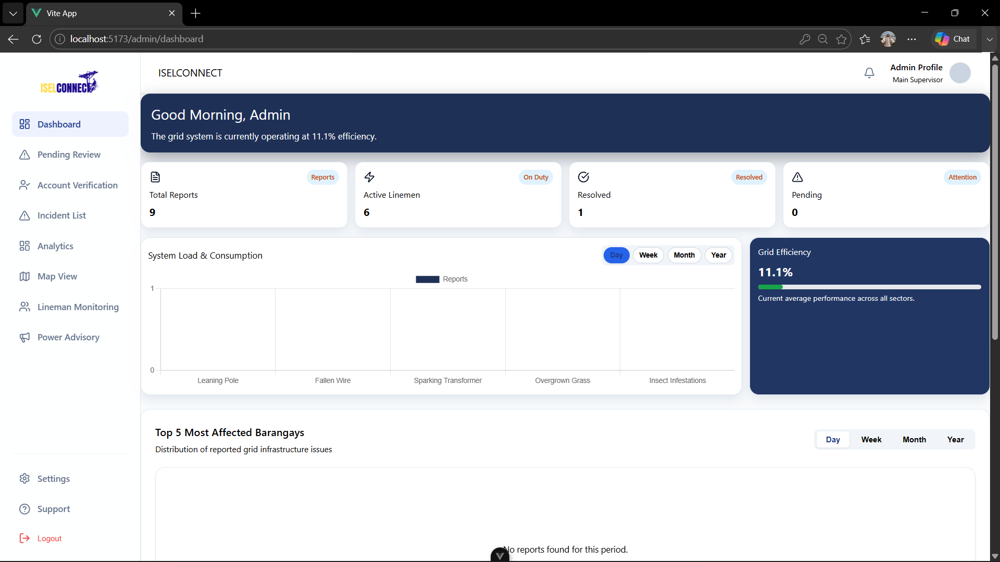 Vite App
localhost:5173/admin/dashboard
Chat
ISELCONNECT
ISELCONNECT
Admin Profile
Main Supervisor
Dashboard
Pending Review
Account Verification
Incident List
Analytics
Map View
Lineman Monitoring
Power Advisory
Settings
Support
Logout
Good Morning, Admin
The grid system is currently operating at 11.1% efficiency.
Reports
Total Reports
9
On Duty
Active Linemen
6
Resolved
Resolved
1
Attention
Pending
0
System Load & Consumption
Day Week Month Year
Reports
1
0
Leaning Pole Fallen Wire Sparking Transformer Overgrown Grass Insect Infestations
Grid Efficiency
11.1%
Current average performance across all sectors.
Top 5 Most Affected Barangays
Distribution of reported grid infrastructure issues
Day Week Month Year
No reports found for this period.